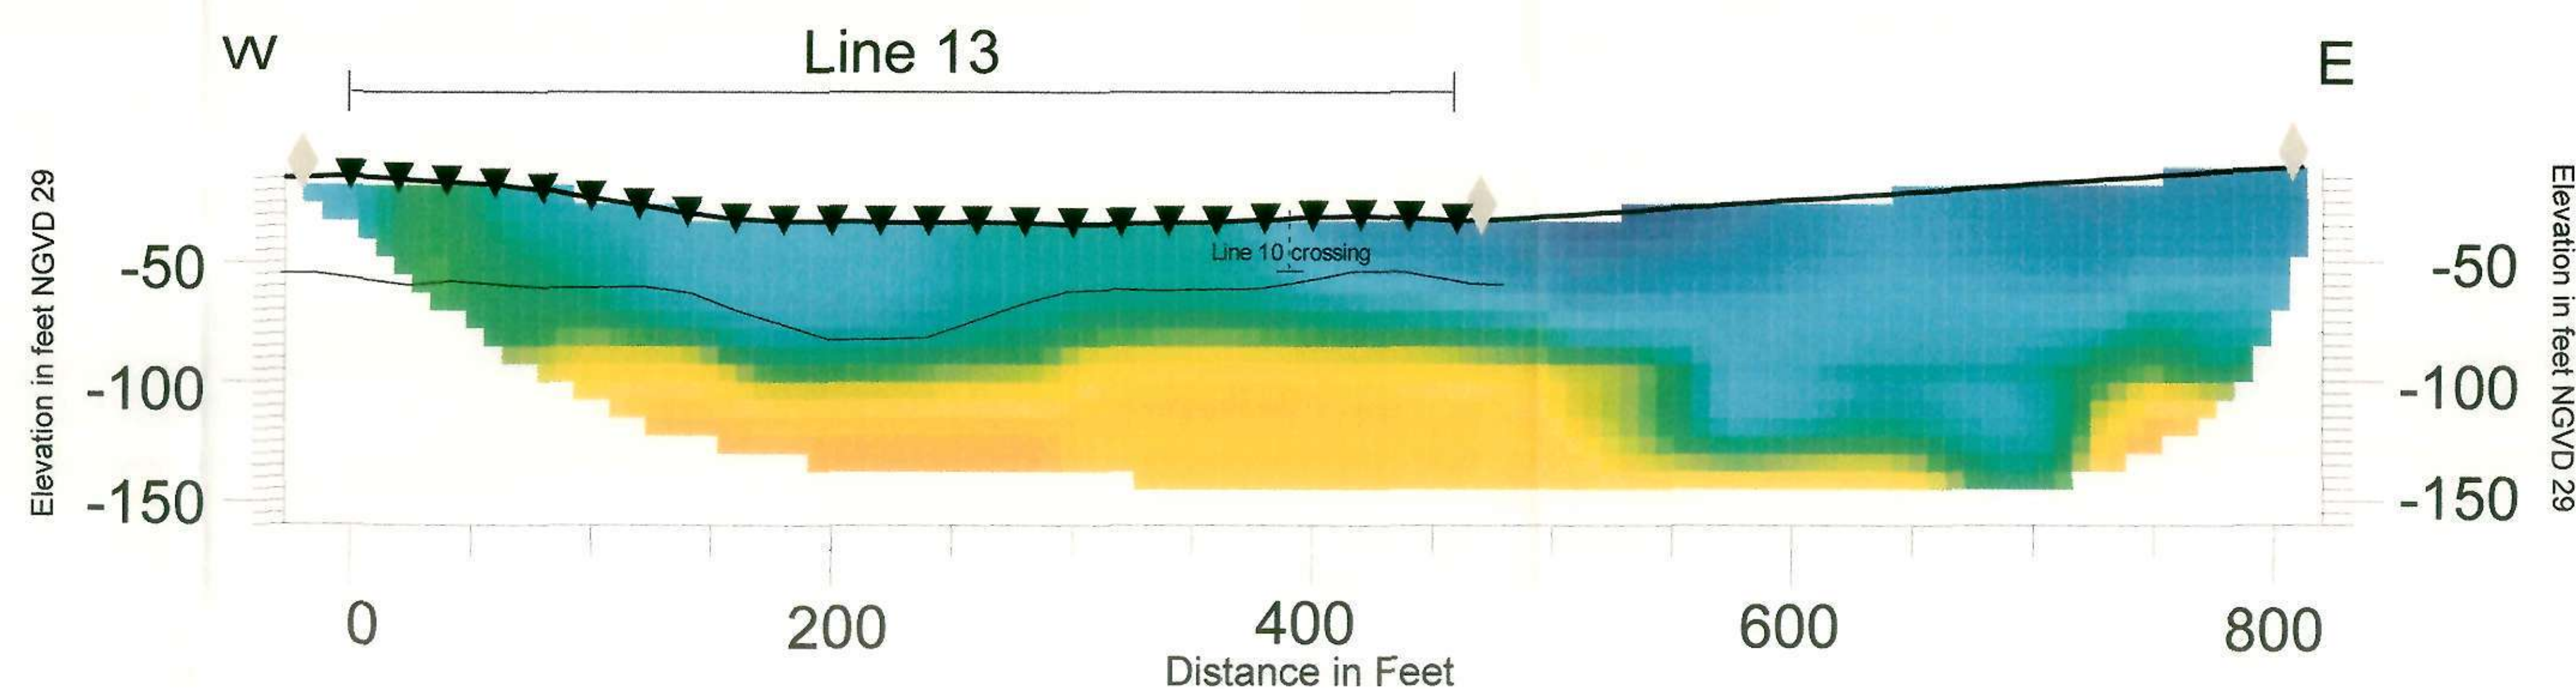 W
Line 13
E
Elevation in feet NGVD 29
-50
-100
-150
Line 10 crossing
-50
-100
-150
Elevation in feet NGVD 29
0 200 400 600 800
Distance in Feet